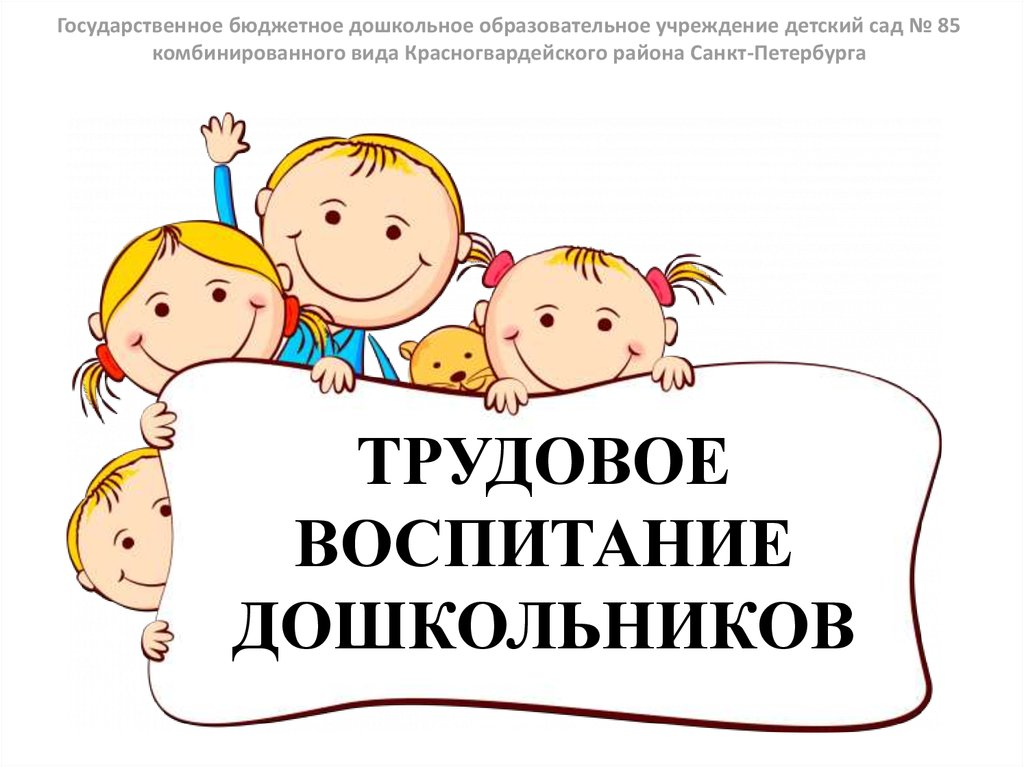 Государственное бюджетное дошкольное образовательное учреждение детский сад № 85
комбинированного вида Красногвардейского района Санкт-Петербурга
ТРУДОВОЕ
ВОСПИТАНИЕ
ДОШКОЛЬНИКОВ